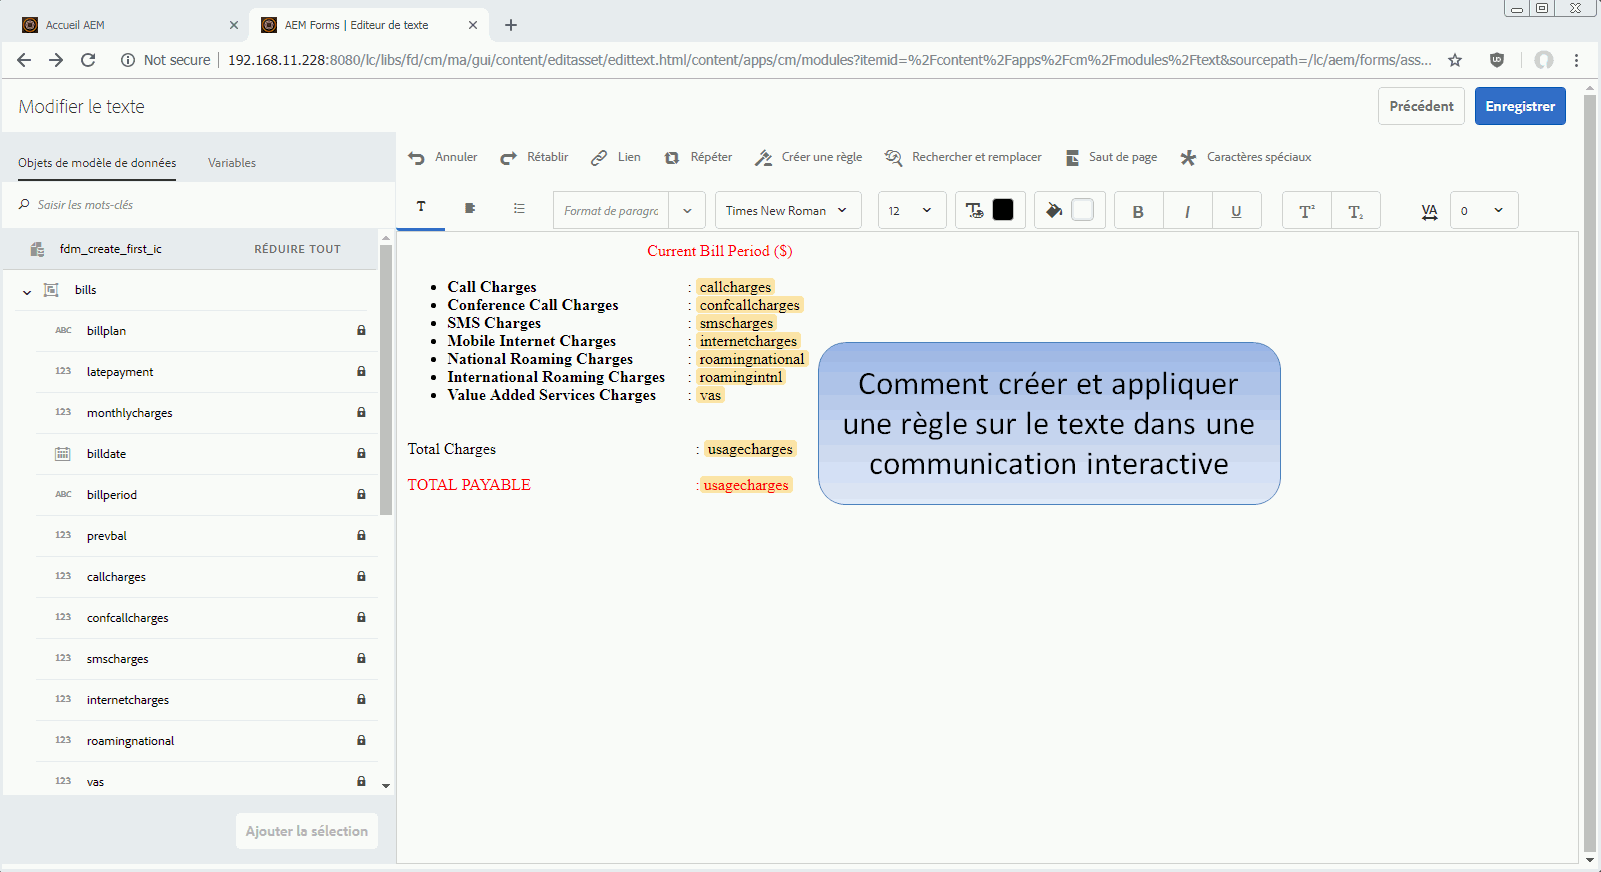 Accueil AEM
AEM Forms | Editeur de texte
Not secure
192.168.11.228:8080/lc/libs/fd/cm/ma/gui/content/editasset/edittext.html/content/apps/cm/modules?itemid=%2Fcontent%2Fapps%2Fcm%2Fmodules%2Ftext&sourcepath=/lc/aem/forms/ass...
Modifier le texte
Précédent
Enregistrer
Objets de modèle de données
Variables
Annuler
Rétablir
Lien
Répéter
Créer une règle
Rechercher et remplacer
Saut de page
Caractères spéciaux
Saisir les mots-clés
T
Format de paragra
Times New Roman
12
B
I
U
T²
T₂
VA
0
fdm_create_first_ic
RÉDUIRE TOUT
bills
ABC billplan
123 latepayment
123 monthlycharges
billdate
ABC billperiod
123 prevbal
123 callcharges
123 confcallcharges
123 smscharges
123 internetcharges
123 roamingnational
123 vas
Ajouter la sélection
Current Bill Period ($)
• Call Charges : callcharges
• Conference Call Charges : confcallcharges
• SMS Charges : smscharges
• Mobile Internet Charges : internetcharges
• National Roaming Charges : roamingnational
• International Roaming Charges : roamingintnl
• Value Added Services Charges : vas
Total Charges : usagecharges
TOTAL PAYABLE : usagecharges
Comment créer et appliquer
une règle sur le texte dans une
communication interactive